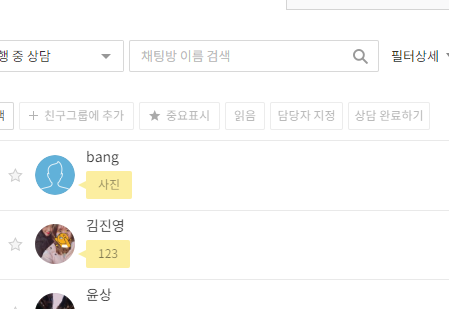 행 중 상담
채팅방 이름 검색
필터상세
친구그룹에 추가
중요표시
읽음
담당자 지정
상담 완료하기
bang
사진
김진영
123
윤상